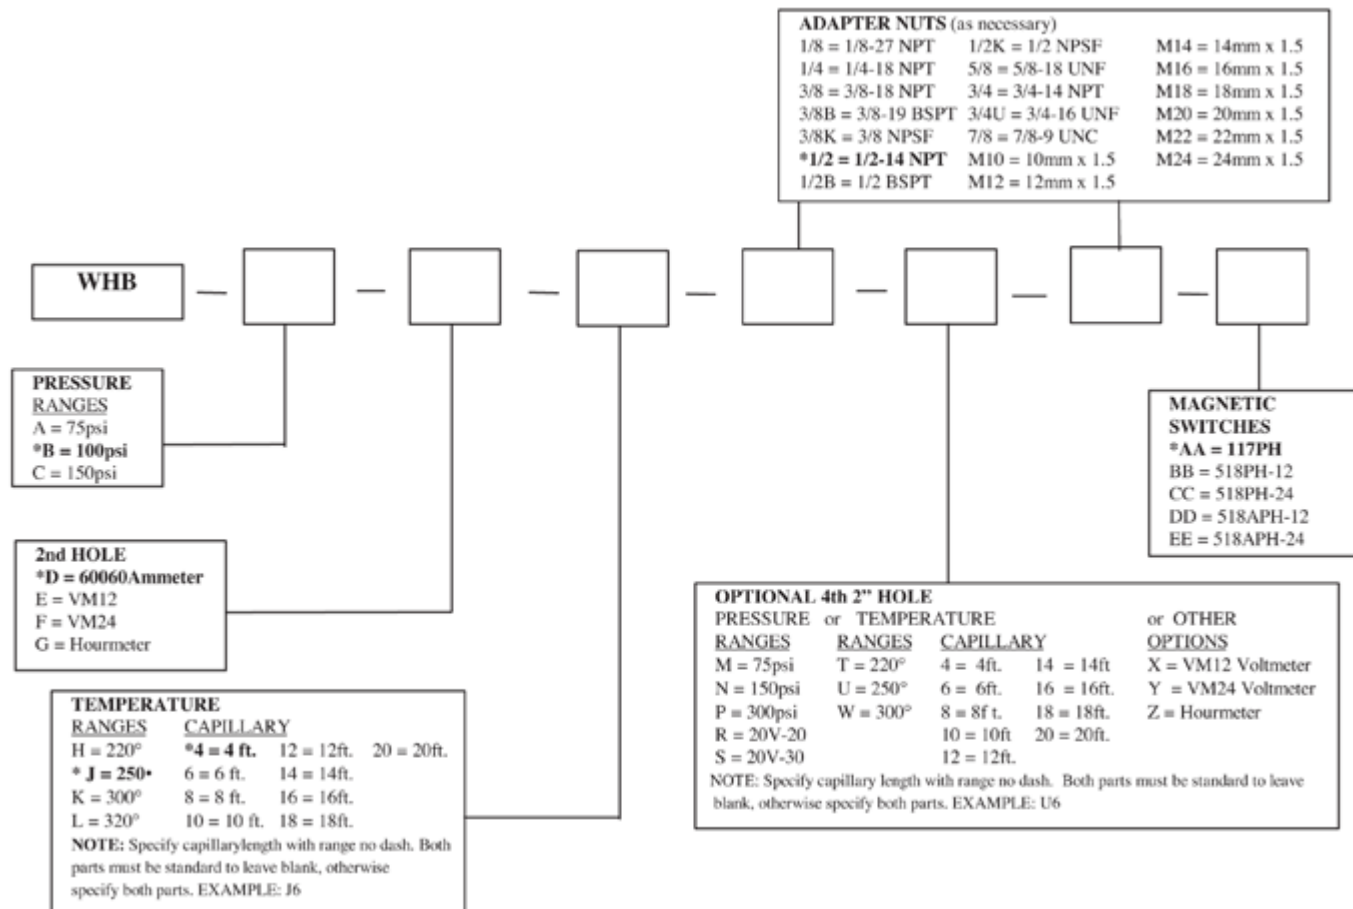 ADAPTER NUTS (as necessary)
1/8 = 1/8-27 NPT 1/2K = 1/2 NPSF M14 = 14mm x 1.5
1/4 = 1/4-18 NPT 5/8 = 5/8-18 UNF M16 = 16mm x 1.5
3/8 = 3/8-18 NPT 3/4 = 3/4-14 NPT M18 = 18mm x 1.5
3/8B = 3/8-19 BSPT 3/4U = 3/4-16 UNF M20 = 20mm x 1.5
3/8K = 3/8 NPSF 7/8 = 7/8-9 UNC M22 = 22mm x 1.5
*1/2 = 1/2-14 NPT M10 = 10mm x 1.5 M24 = 24mm x 1.5
1/2B = 1/2 BSPT M12 = 12mm x 1.5
WHB — — — — — — —
PRESSURE
RANGES
A = 75psi
*B = 100psi
C = 150psi
2nd HOLE
*D = 60060Ammeter
E = VM12
F = VM24
G = Hourmeter
TEMPERATURE
RANGES CAPILLARY
H = 220° *4 = 4 ft. 12 = 12ft. 20 = 20ft.
* J = 250• 6 = 6 ft. 14 = 14ft.
K = 300° 8 = 8 ft. 16 = 16ft.
L = 320° 10 = 10 ft. 18 = 18ft.
NOTE: Specify capillarylength with range no dash. Both
parts must be standard to leave blank, otherwise
specify both parts. EXAMPLE: J6
MAGNETIC
SWITCHES
*AA = 117PH
BB = 518PH-12
CC = 518PH-24
DD = 518APH-12
EE = 518APH-24
OPTIONAL 4th 2” HOLE
PRESSURE or TEMPERATURE or OTHER
RANGES RANGES CAPILLARY OPTIONS
M = 75psi T = 220° 4 = 4ft. 14 = 14ft X = VM12 Voltmeter
N = 150psi U = 250° 6 = 6ft. 16 = 16ft. Y = VM24 Voltmeter
P = 300psi W = 300° 8 = 8f t. 18 = 18ft. Z = Hourmeter
R = 20V-20 10 = 10ft 20 = 20ft.
S = 20V-30 12 = 12ft.
NOTE: Specify capillary length with range no dash. Both parts must be standard to leave
blank, otherwise specify both parts. EXAMPLE: U6